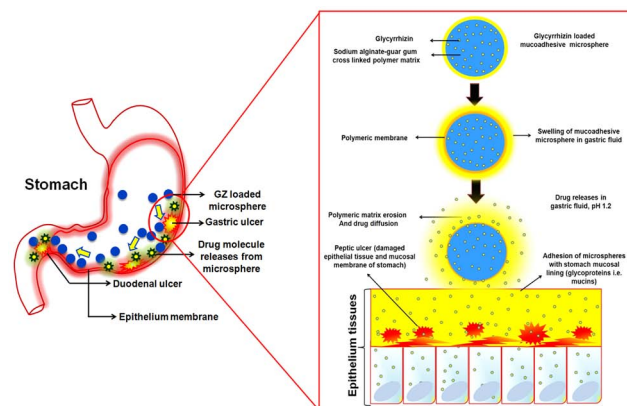 Stomach
GZ loaded
microsphere
Gastric ulcer
Drug molecule
releases from
microsphere
Duodenal ulcer
Epithelium membrane
Glycyrrhizin
Sodium alginate-guar gum
cross linked polymer
matrix
Glycyrrhizin loaded
mucoadhesive microsphere
Polymeric membrane
Swelling of mucoadhesive
microsphere in gastric fluid
Drug releases in
gastric fluid, pH 1.2
Polymeric matrix erosion
And drug diffusion
Peptic ulcer (damaged
epithelial tissue and mucosal
membrane of stomach)
Adhesion of microspheres
with stomach mucosal
lining (glycoproteins i.e.
mucins)
Epithelium tissues